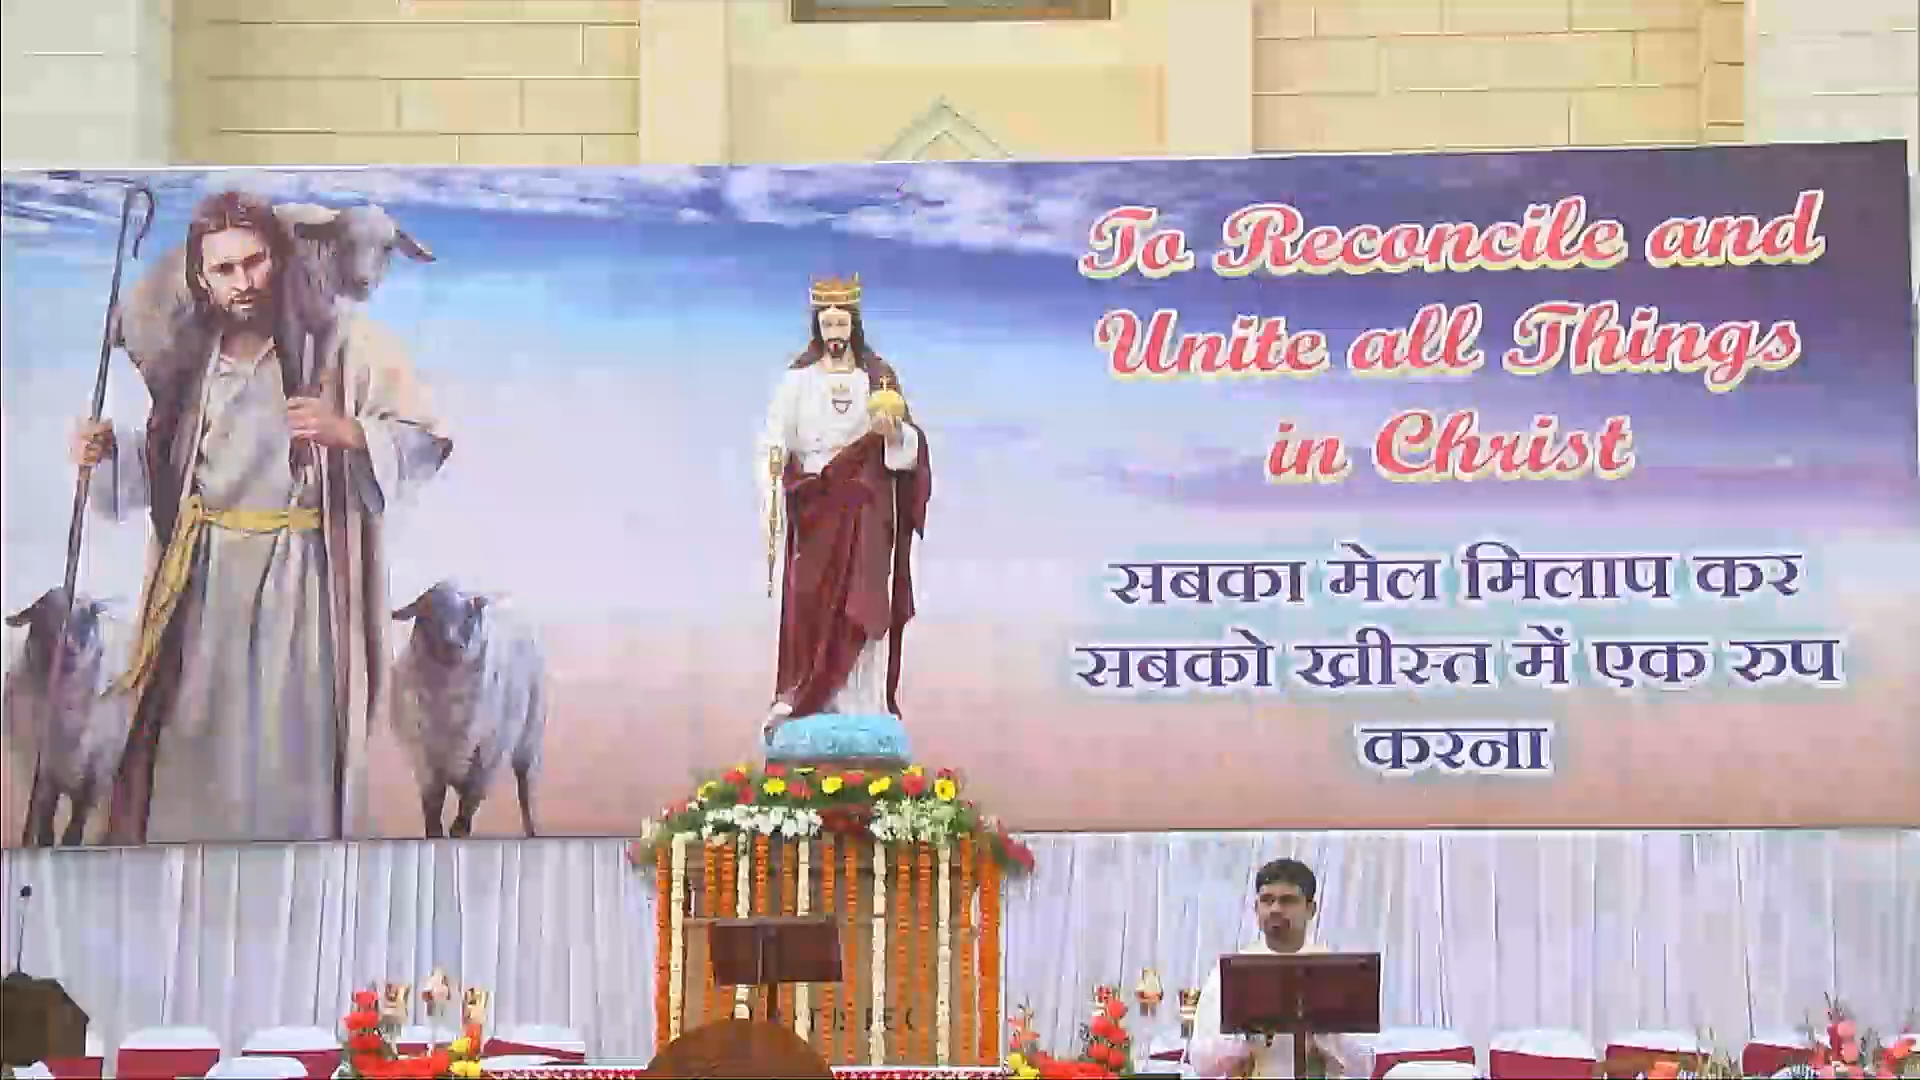 To Reconcile and
Unite all Things
in Christ
सबका मेल मिलाप कर
सबको ख्रीस्त में एक रुप
करना